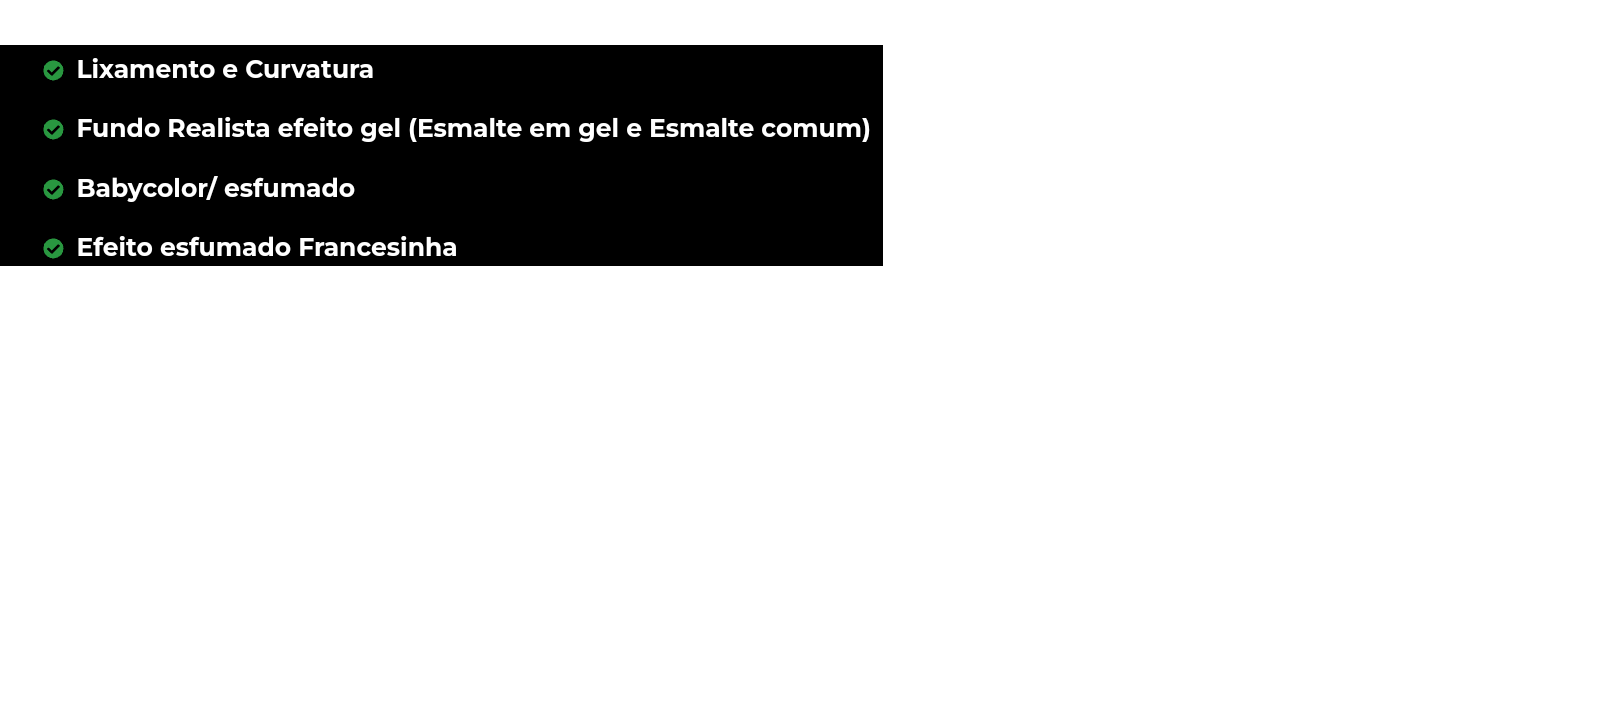 Lixamento e Curvatura
Fundo Realista efeito gel (Esmalte em gel e Esmalte comum)
Babycolor/ esfumado
Efeito esfumado Francesinha